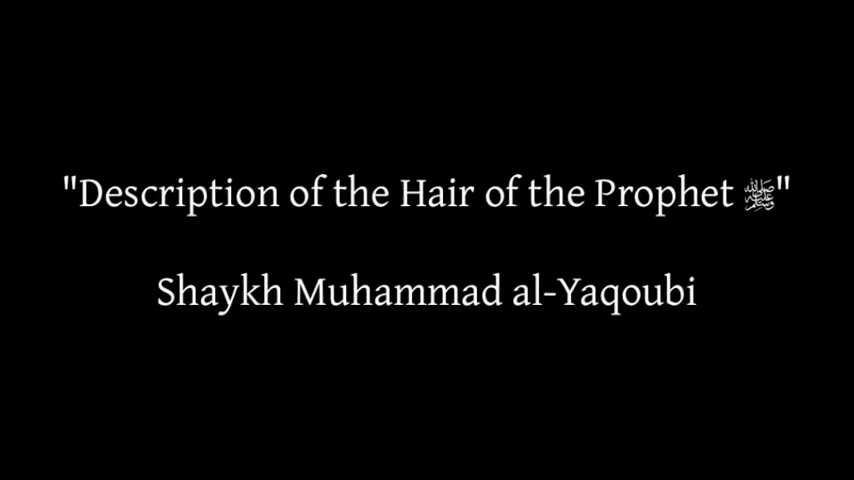 "Description of the Hair of the Prophet ﷺ"
Shaykh Muhammad al-Yaqoubi